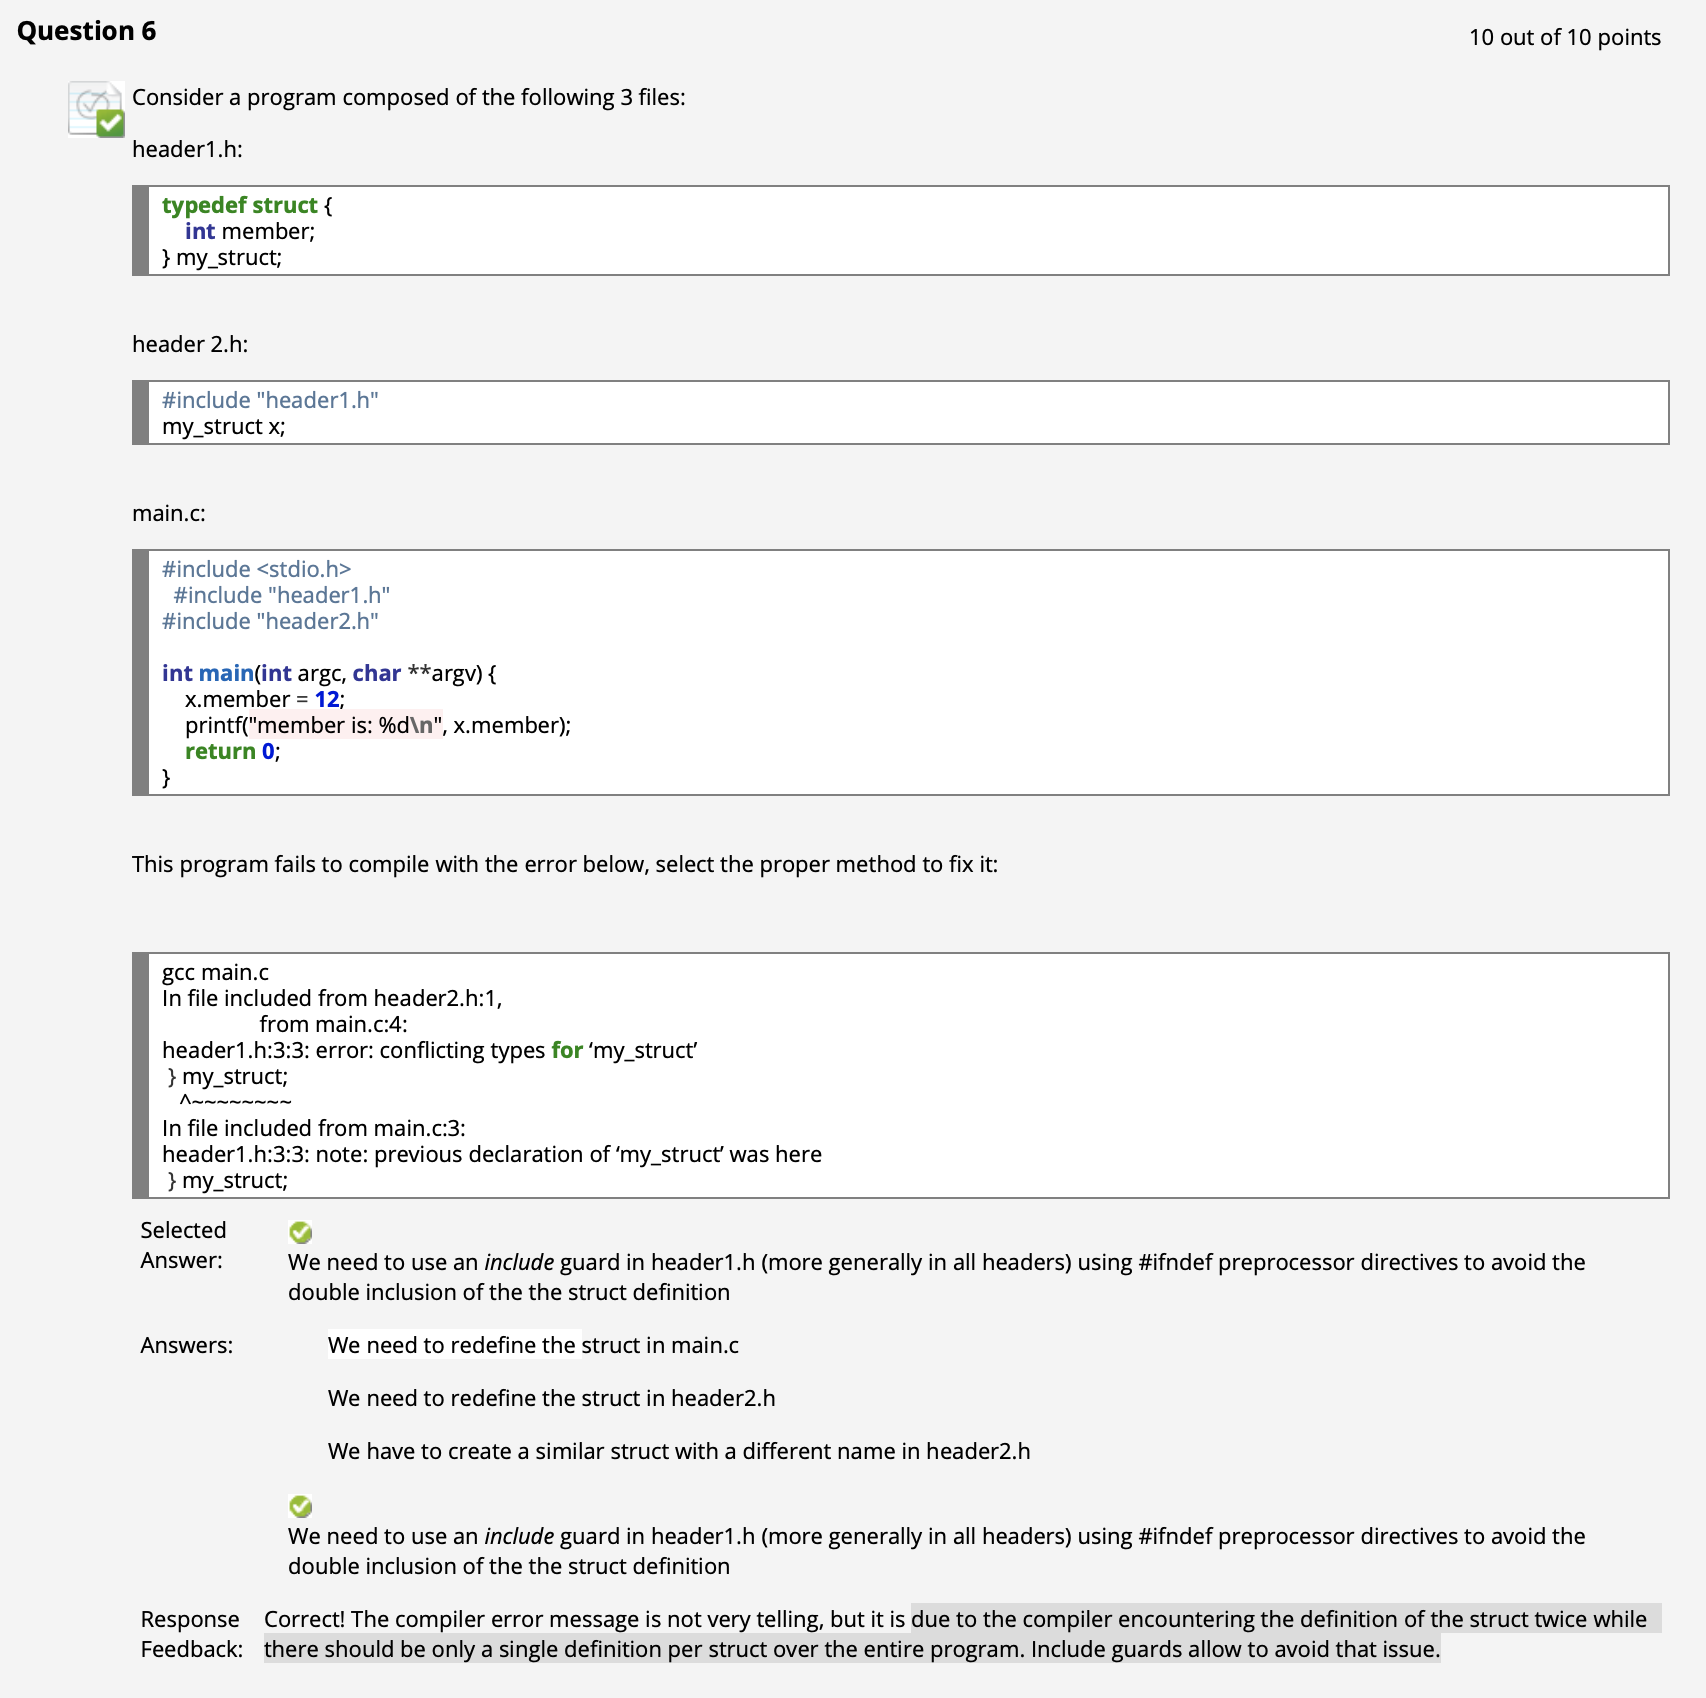 Question 6
10 out of 10 points
Consider a program composed of the following 3 files:
header1.h:
typedef struct {
    int member;
} my_struct;
header 2.h:
#include "header1.h"
my_struct x;
main.c:
#include <stdio.h>
  #include "header1.h"
#include "header2.h"
int main(int argc, char **argv) {
    x.member = 12;
    printf("member is: %d\n", x.member);
    return 0;
}
This program fails to compile with the error below, select the proper method to fix it:
gcc main.c
In file included from header2.h:1,
                 from main.c:4:
header1.h:3:3: error: conflicting types for ‘my_struct’
 } my_struct;
   ^~~~~~~~~
In file included from main.c:3:
header1.h:3:3: note: previous declaration of ‘my_struct’ was here
 } my_struct;
Selected Answer:
We need to use an include guard in header1.h (more generally in all headers) using #ifndef preprocessor directives to avoid the
double inclusion of the the struct definition
Answers:
We need to redefine the struct in main.c
We need to redefine the struct in header2.h
We have to create a similar struct with a different name in header2.h
We need to use an include guard in header1.h (more generally in all headers) using #ifndef preprocessor directives to avoid the
double inclusion of the the struct definition
Response Feedback:
Correct! The compiler error message is not very telling, but it is due to the compiler encountering the definition of the struct twice while
there should be only a single definition per struct over the entire program. Include guards allow to avoid that issue.